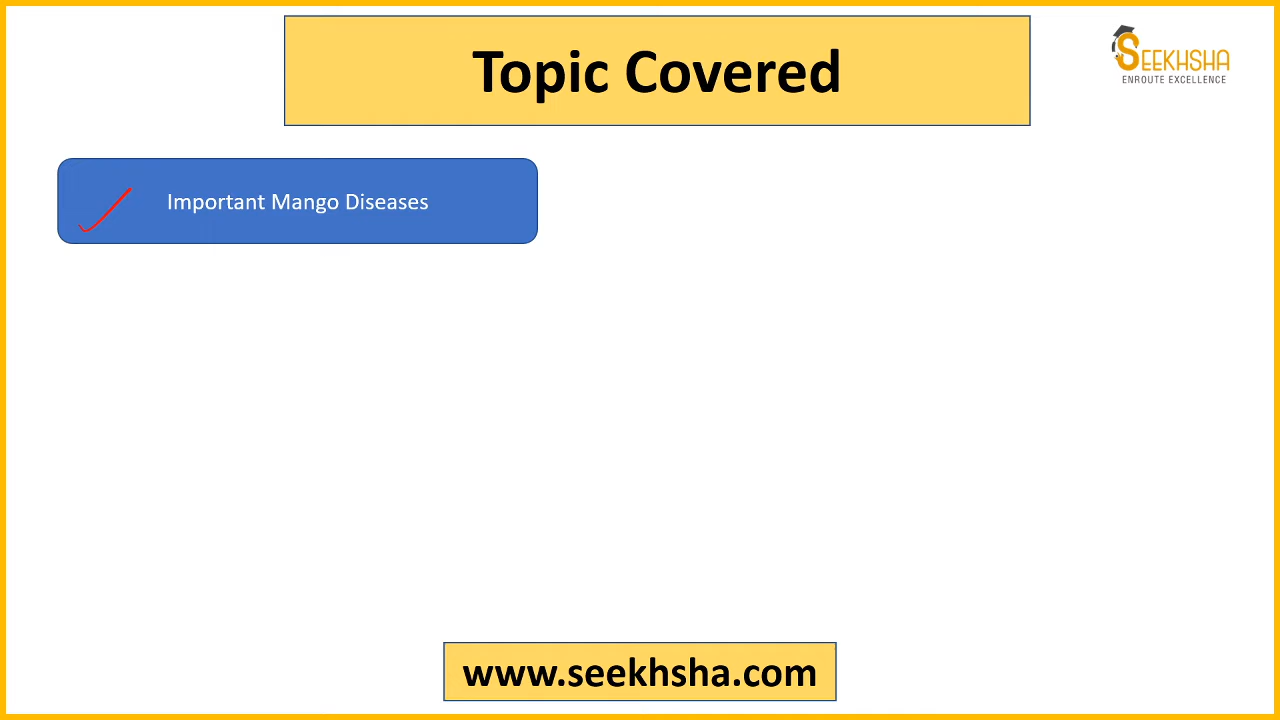 Topic Covered
SEEKHSHA
ENROUTE EXCELLENCE
Important Mango Diseases
www.seekhsha.com